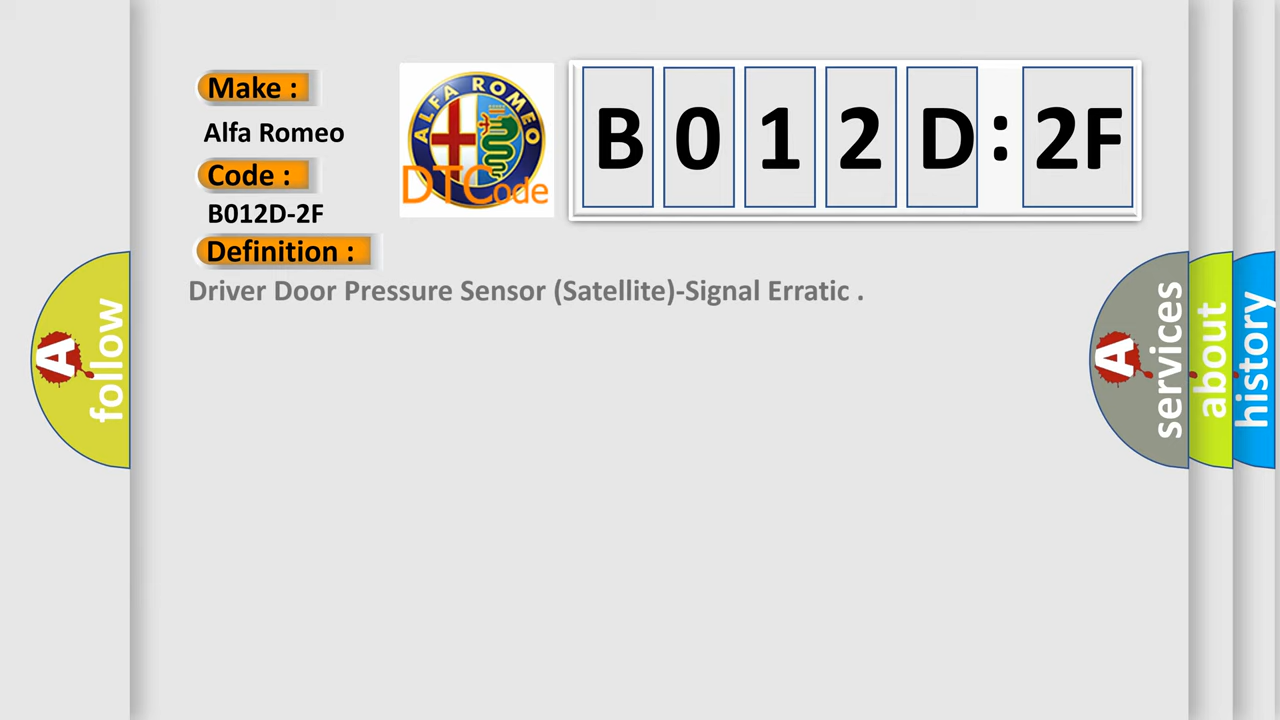 Make :
Alfa Romeo
Code :
B012D-2F
Definition :
Driver Door Pressure Sensor (Satellite)-Signal Erratic .
ALFA ROMEO
DTCode
B 0 1 2 D : 2F
A follow
A services
about
history